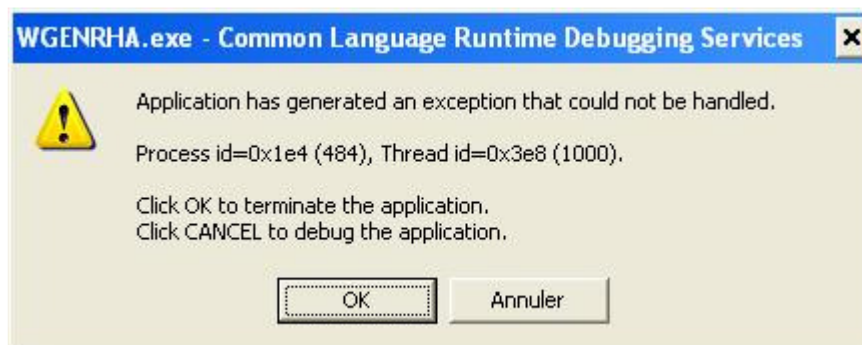 WGENRHA.exe - Common Language Runtime Debugging Services
Application has generated an exception that could not be handled.
Process id=0x1e4 (484), Thread id=0x3e8 (1000).
Click OK to terminate the application.
Click CANCEL to debug the application.
OK
Annuler